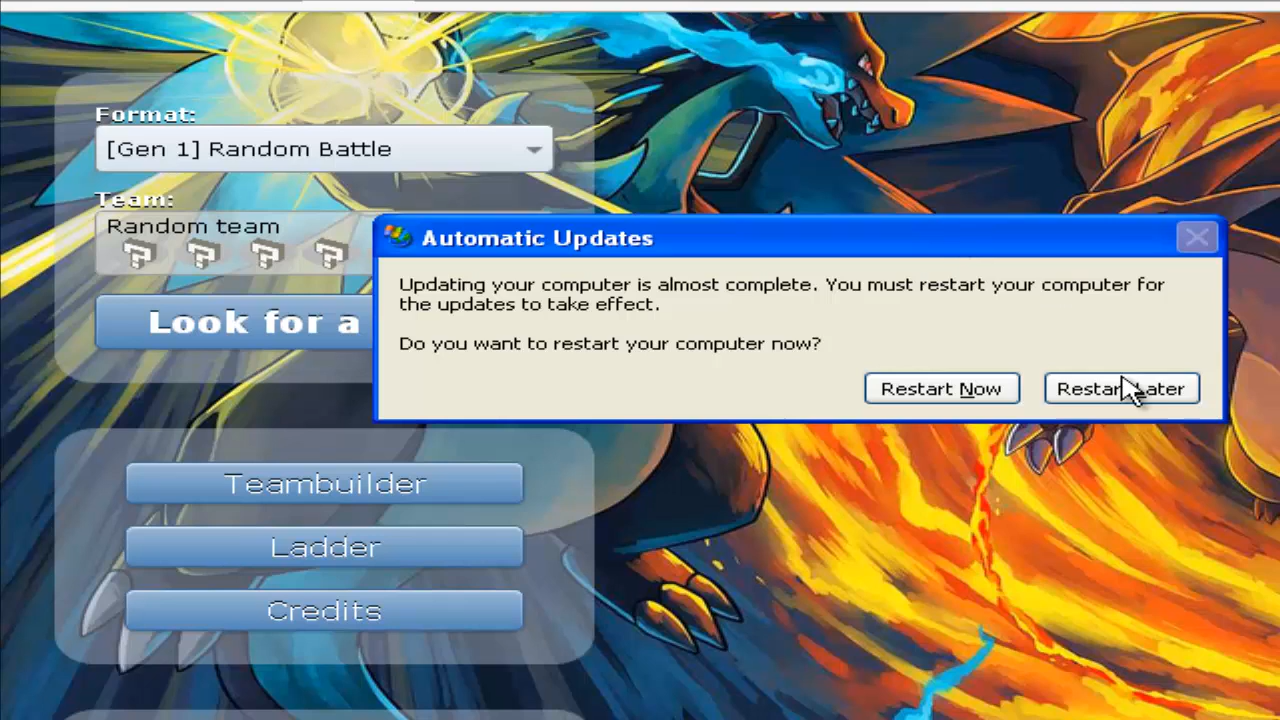 Format:
[Gen 1] Random Battle
Team:
Random team
? ? ? ?
Look for a
Automatic Updates
Updating your computer is almost complete. You must restart your computer for
the updates to take effect.
Do you want to restart your computer now?
Restart Now
Restart Later
Teambuilder
Ladder
Credits